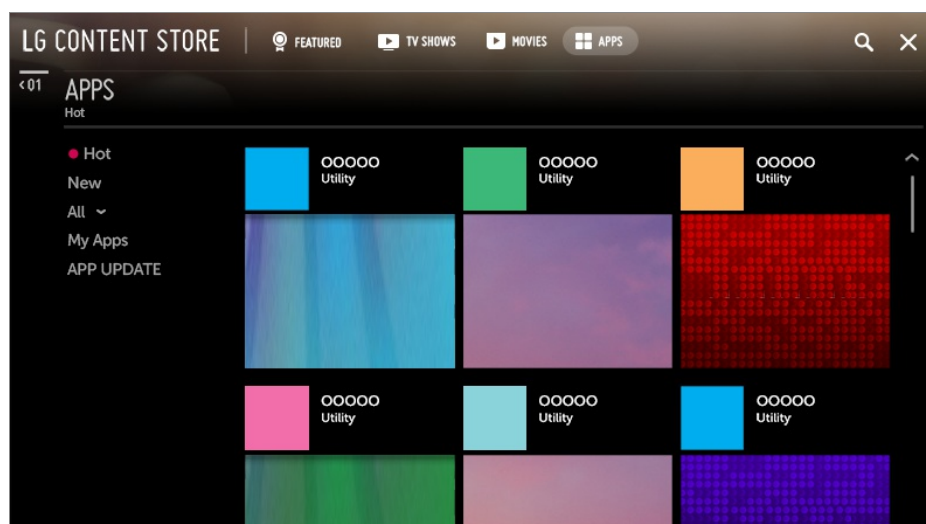 LG CONTENT STORE
FEATURED
TV SHOWS
MOVIES
APPS
<01
APPS
Hot
Hot
New
All
My Apps
APP UPDATE
OOOOO
Utility
OOOOO
Utility
OOOOO
Utility
OOOOO
Utility
OOOOO
Utility
OOOOO
Utility